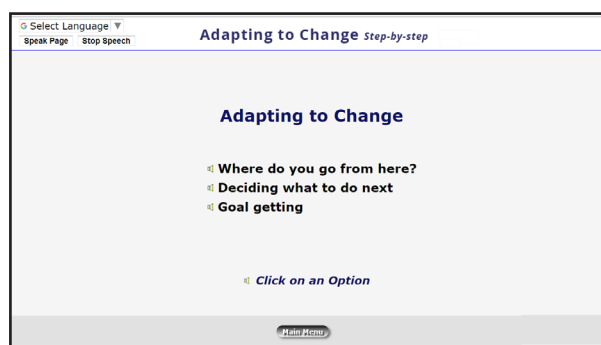 G Select Language ▼
Speak Page Stop Speech
Adapting to Change Step-by-step
Adapting to Change
Where do you go from here?
Deciding what to do next
Goal getting
Click on an Option
Main Menu